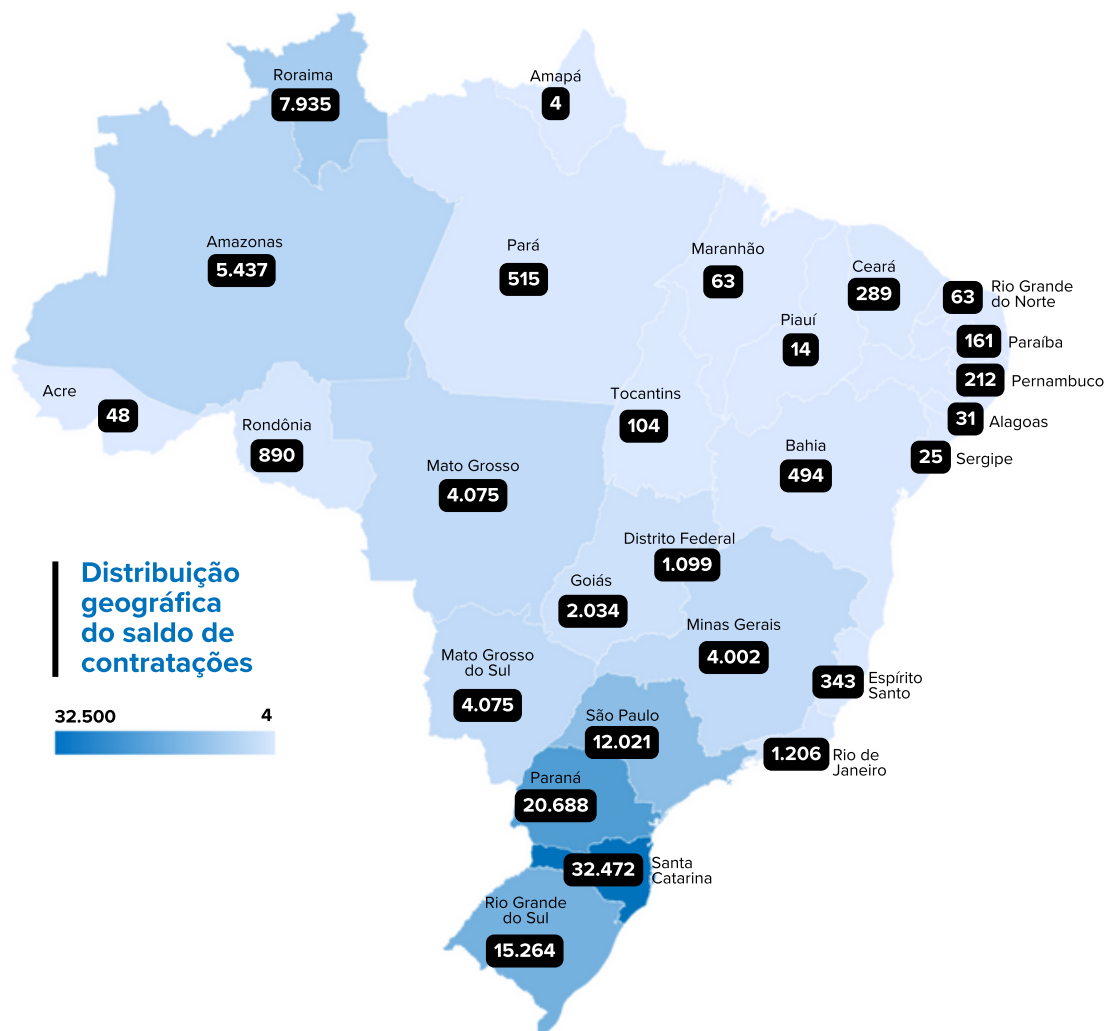 Roraima
7.935
Amapá
4
Amazonas
5.437
Pará
515
Maranhão
63
Ceará
289
Rio Grande
do Norte
63
Piauí
14
Paraíba
161
Pernambuco
212
Acre
48
Rondônia
890
Tocantins
104
Alagoas
31
Sergipe
25
Bahia
494
Mato Grosso
4.075
Distrito Federal
1.099
Goiás
2.034
Minas Gerais
4.002
Espírito
Santo
343
Mato Grosso
do Sul
4.075
São Paulo
12.021
Rio de
Janeiro
1.206
Paraná
20.688
Santa
Catarina
32.472
Rio Grande
do Sul
15.264
Distribuição
geográfica
do saldo de
contratações
32.500 4